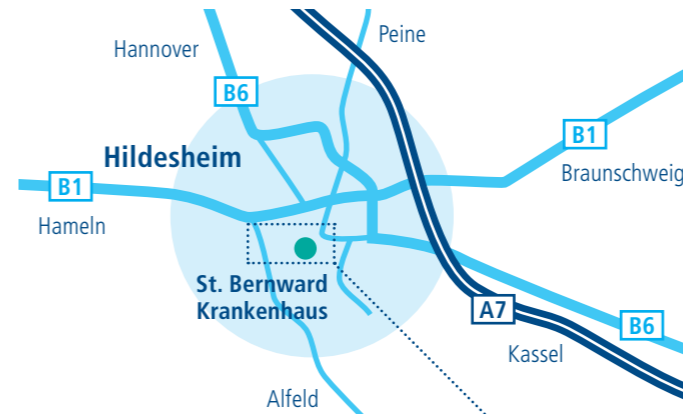 Peine
Hannover
B6
B1
Hildesheim
Braunschweig
B1
Hameln
St. Bernward
Krankenhaus
A7
B6
Kassel
Alfeld